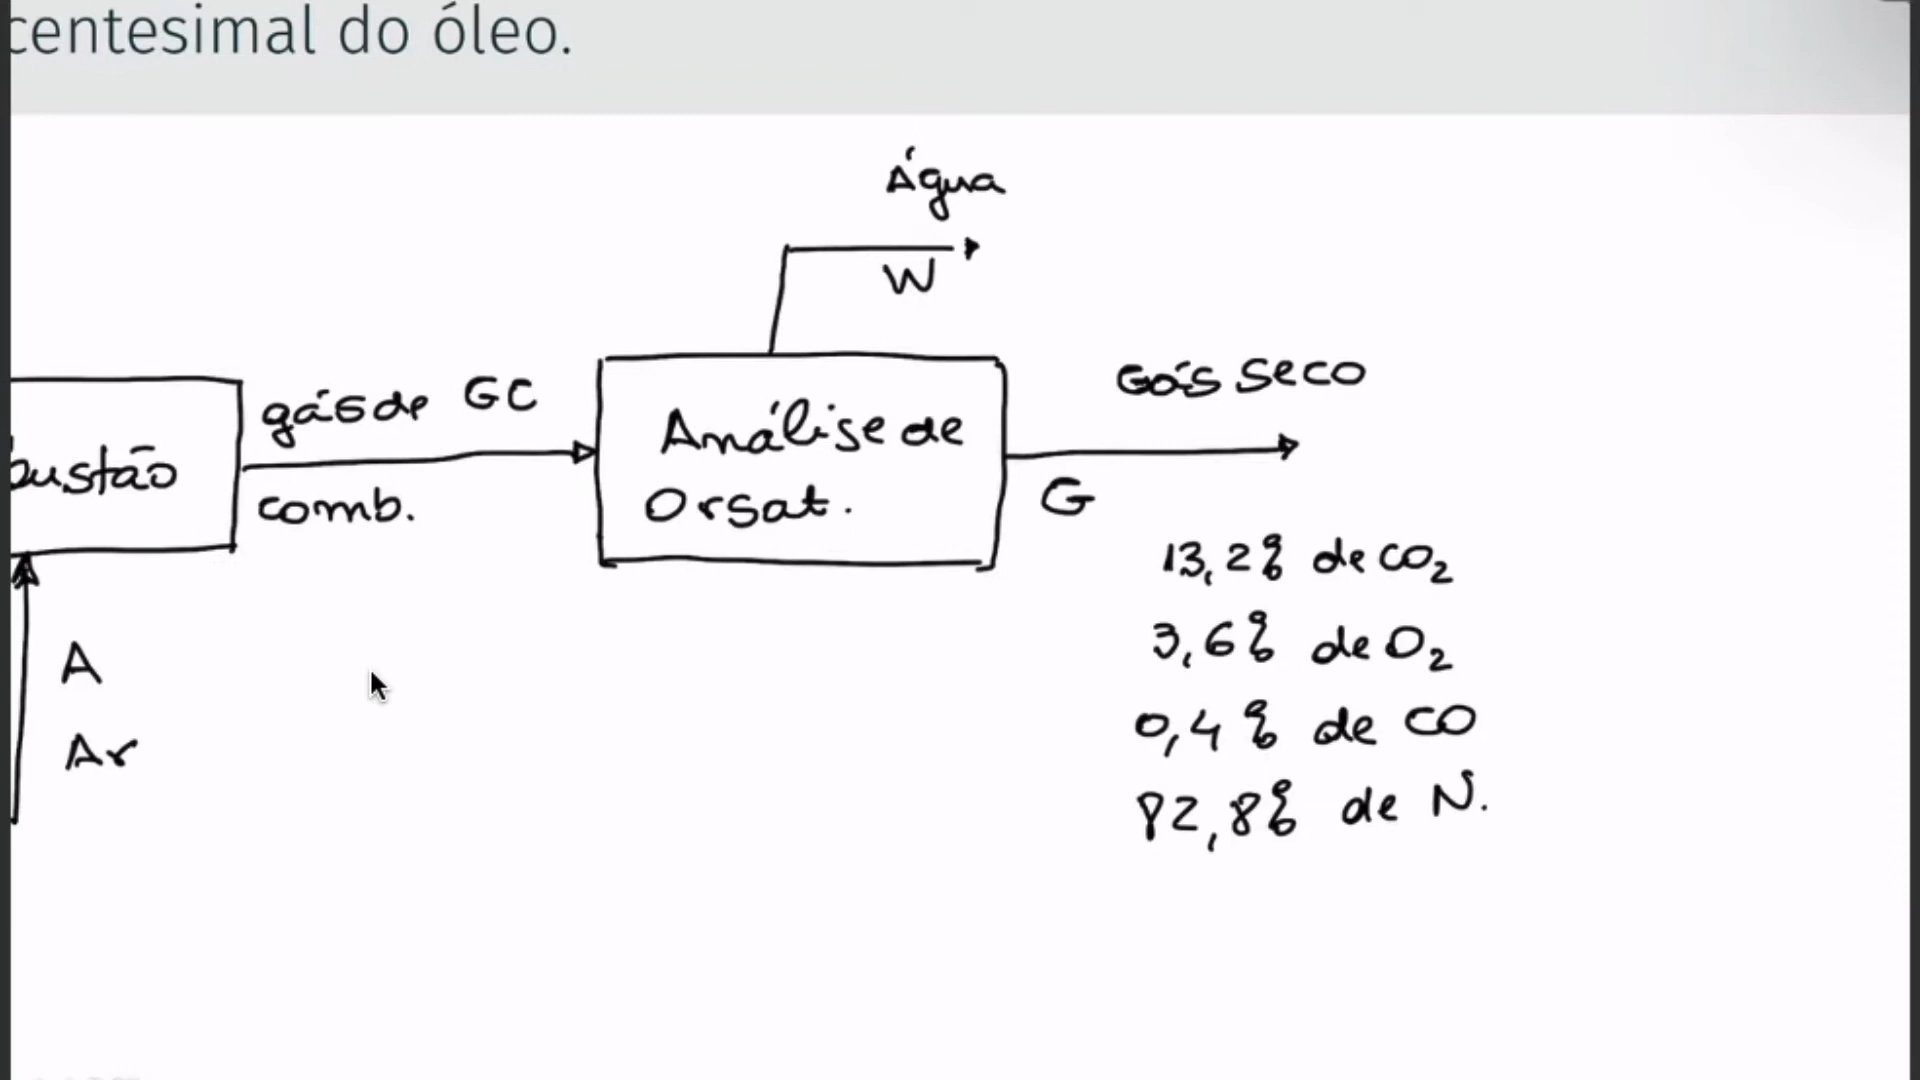 centesimal do óleo.
Água
W
Gás Seco
gás de GC
Análise de
bustão
comb.
Orsat.
G
13,2% de CO2
3,6% de O2
A
0,4% de CO
Ar
82,8% de N.